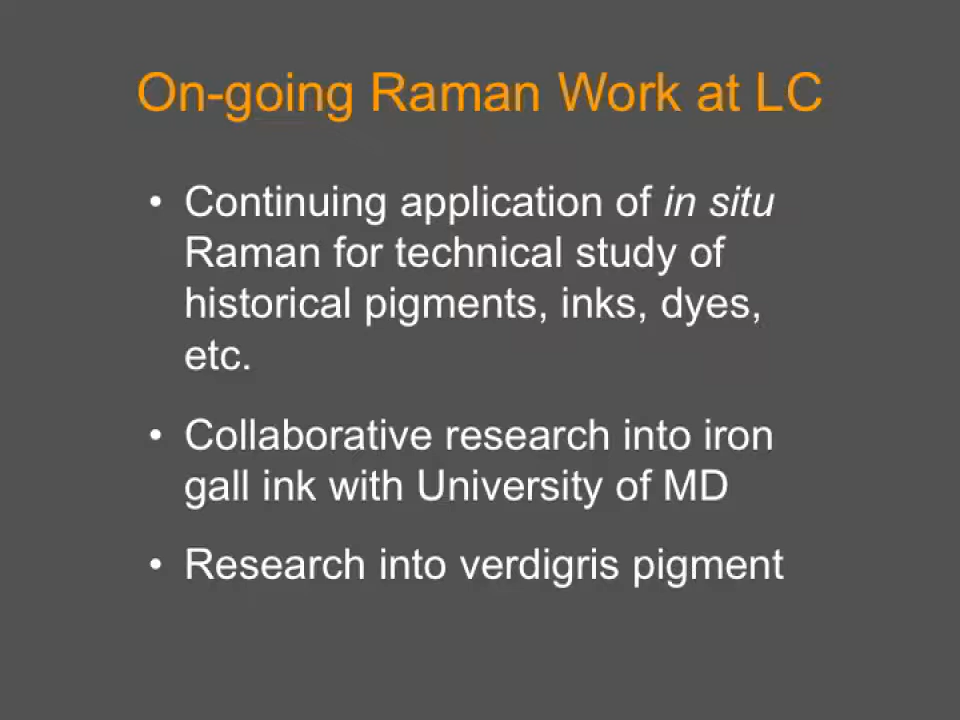 On-going Raman Work at LC
• Continuing application of in situ
Raman for technical study of
historical pigments, inks, dyes,
etc.
• Collaborative research into iron
gall ink with University of MD
• Research into verdigris pigment